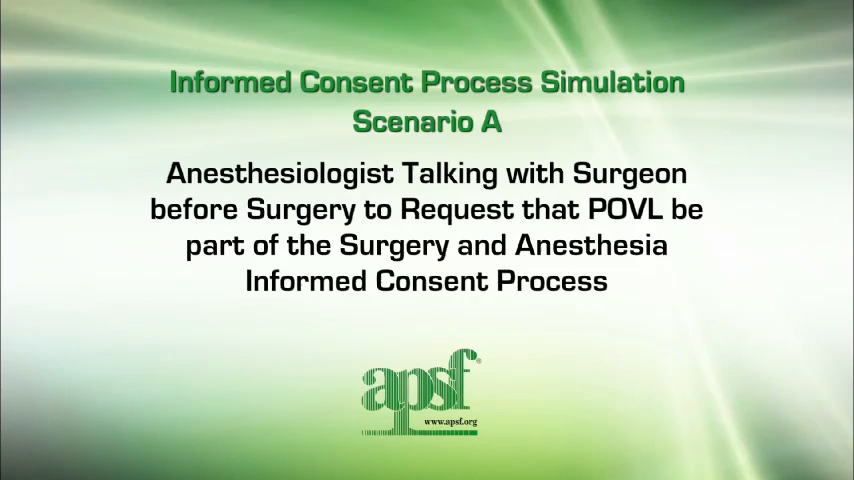 Informed Consent Process Simulation
Scenario A
Anesthesiologist Talking with Surgeon
before Surgery to Request that POVL be
part of the Surgery and Anesthesia
Informed Consent Process
apsf®
www.apsf.org